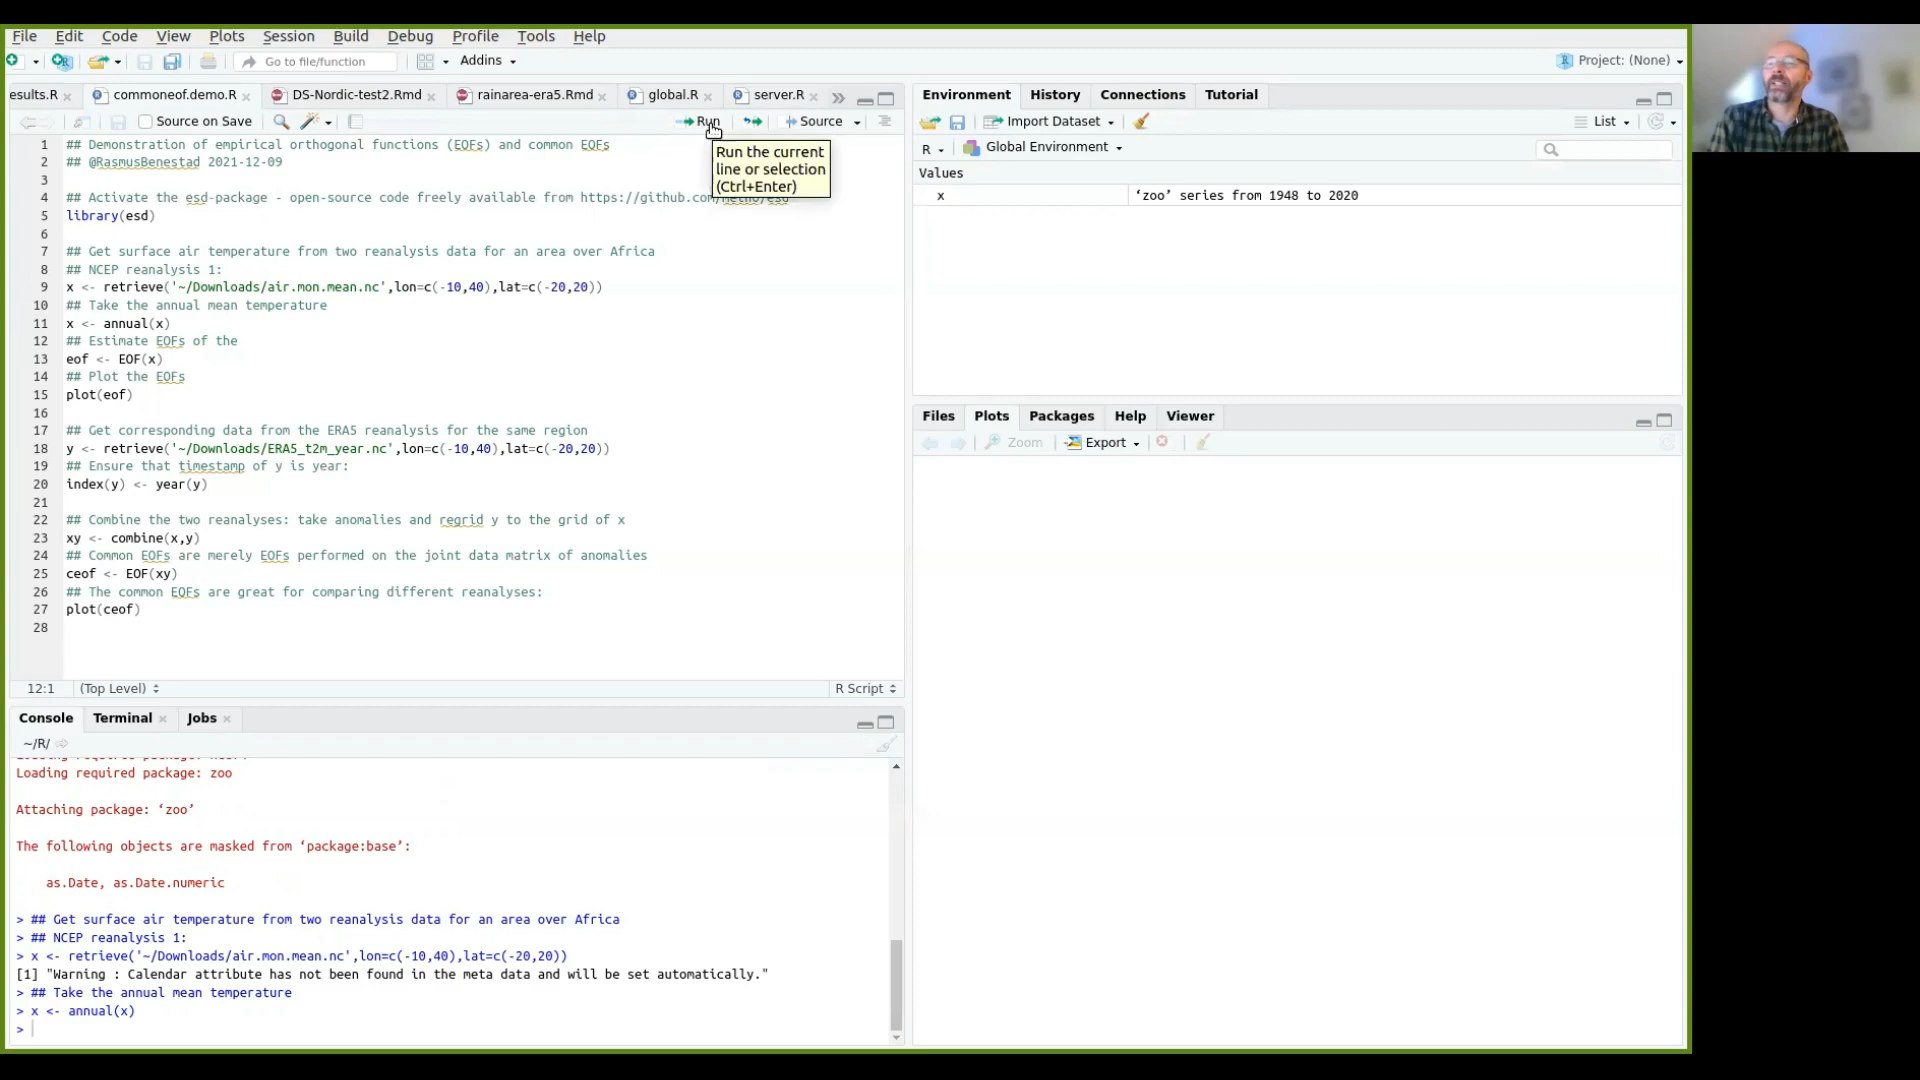 File Edit Code View Plots Session Build Debug Profile Tools Help
Go to file/function Addins Project: (None)
esults.R commoneof.demo.R DS-Nordic-test2.Rmd rainarea-era5.Rmd global.R server.R
Source on Save Run Source
Run the current
line or selection
(Ctrl+Enter)
1 ## Demonstration of empirical orthogonal functions (EOFs) and common EOFs
2 ## @RasmusBenestad 2021-12-09
3
4 ## Activate the esd-package - open-source code freely available from https://github.com/metno/esd
5 library(esd)
6
7 ## Get surface air temperature from two reanalysis data for an area over Africa
8 ## NCEP reanalysis 1:
9 x <- retrieve('~/Downloads/air.mon.mean.nc',lon=c(-10,40),lat=c(-20,20))
10 ## Take the annual mean temperature
11 x <- annual(x)
12 ## Estimate EOFs of the
13 eof <- EOF(x)
14 ## Plot the EOFs
15 plot(eof)
16
17 ## Get corresponding data from the ERA5 reanalysis for the same region
18 y <- retrieve('~/Downloads/ERA5_t2m_year.nc',lon=c(-10,40),lat=c(-20,20))
19 ## Ensure that timestamp of y is year:
20 index(y) <- year(y)
21
22 ## Combine the two reanalyses: take anomalies and regrid y to the grid of x
23 xy <- combine(x,y)
24 ## Common EOFs are merely EOFs performed on the joint data matrix of anomalies
25 ceof <- EOF(xy)
26 ## The common EOFs are great for comparing different reanalyses:
27 plot(ceof)
28
12:1 (Top Level) R Script
Console Terminal Jobs
~/R/
Loading required package: zoo
Attaching package: ‘zoo’
The following objects are masked from ‘package:base’:
as.Date, as.Date.numeric
> ## Get surface air temperature from two reanalysis data for an area over Africa
> ## NCEP reanalysis 1:
> x <- retrieve('~/Downloads/air.mon.mean.nc',lon=c(-10,40),lat=c(-20,20))
[1] "Warning : Calendar attribute has not been found in the meta data and will be set automatically."
> ## Take the annual mean temperature
> x <- annual(x)
>
Environment History Connections Tutorial
Import Dataset List
R Global Environment
Values
x ‘zoo’ series from 1948 to 2020
Files Plots Packages Help Viewer
Zoom Export